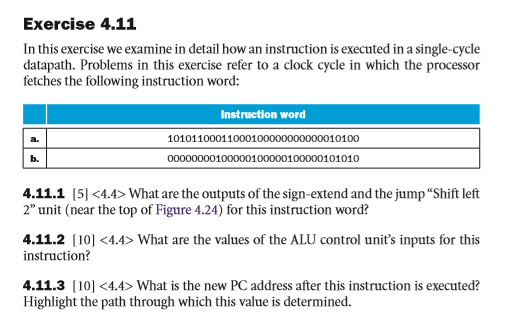 Exercise 4.11
In this exercise we examine in detail how an instruction is executed in a single-cycle
datapath. Problems in this exercise refer to a clock cycle in which the processor
fetches the following instruction word:
Instruction word
a. 10101100011000100000000000010100
b. 00000000100000100000100000101010
4.11.1 [5] <4.4> What are the outputs of the sign-extend and the jump “Shift left
2” unit (near the top of Figure 4.24) for this instruction word?
4.11.2 [10] <4.4> What are the values of the ALU control unit’s inputs for this
instruction?
4.11.3 [10] <4.4> What is the new PC address after this instruction is executed?
Highlight the path through which this value is determined.